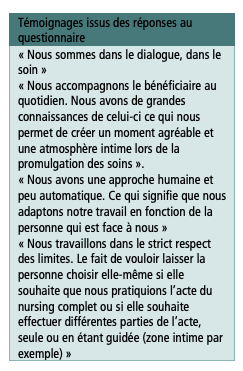 Témoignages issus des réponses au
questionnaire
« Nous sommes dans le dialogue, dans le
soin »
« Nous accompagnons le bénéficiaire au
quotidien. Nous avons de grandes
connaissances de celui-ci ce qui nous
permet de créer un moment agréable et
une atmosphère intime lors de la
promulgation des soins ».
« Nous avons une approche humaine et
peu automatique. Ce qui signifie que nous
adaptons notre travail en fonction de la
personne qui est face à nous »
« Nous travaillons dans le strict respect
des limites. Le fait de vouloir laisser la
personne choisir elle-même si elle
souhaite que nous pratiquions l'acte du
nursing complet ou si elle souhaite
effectuer différentes parties de l'acte,
seule ou en étant guidée (zone intime par
exemple) »